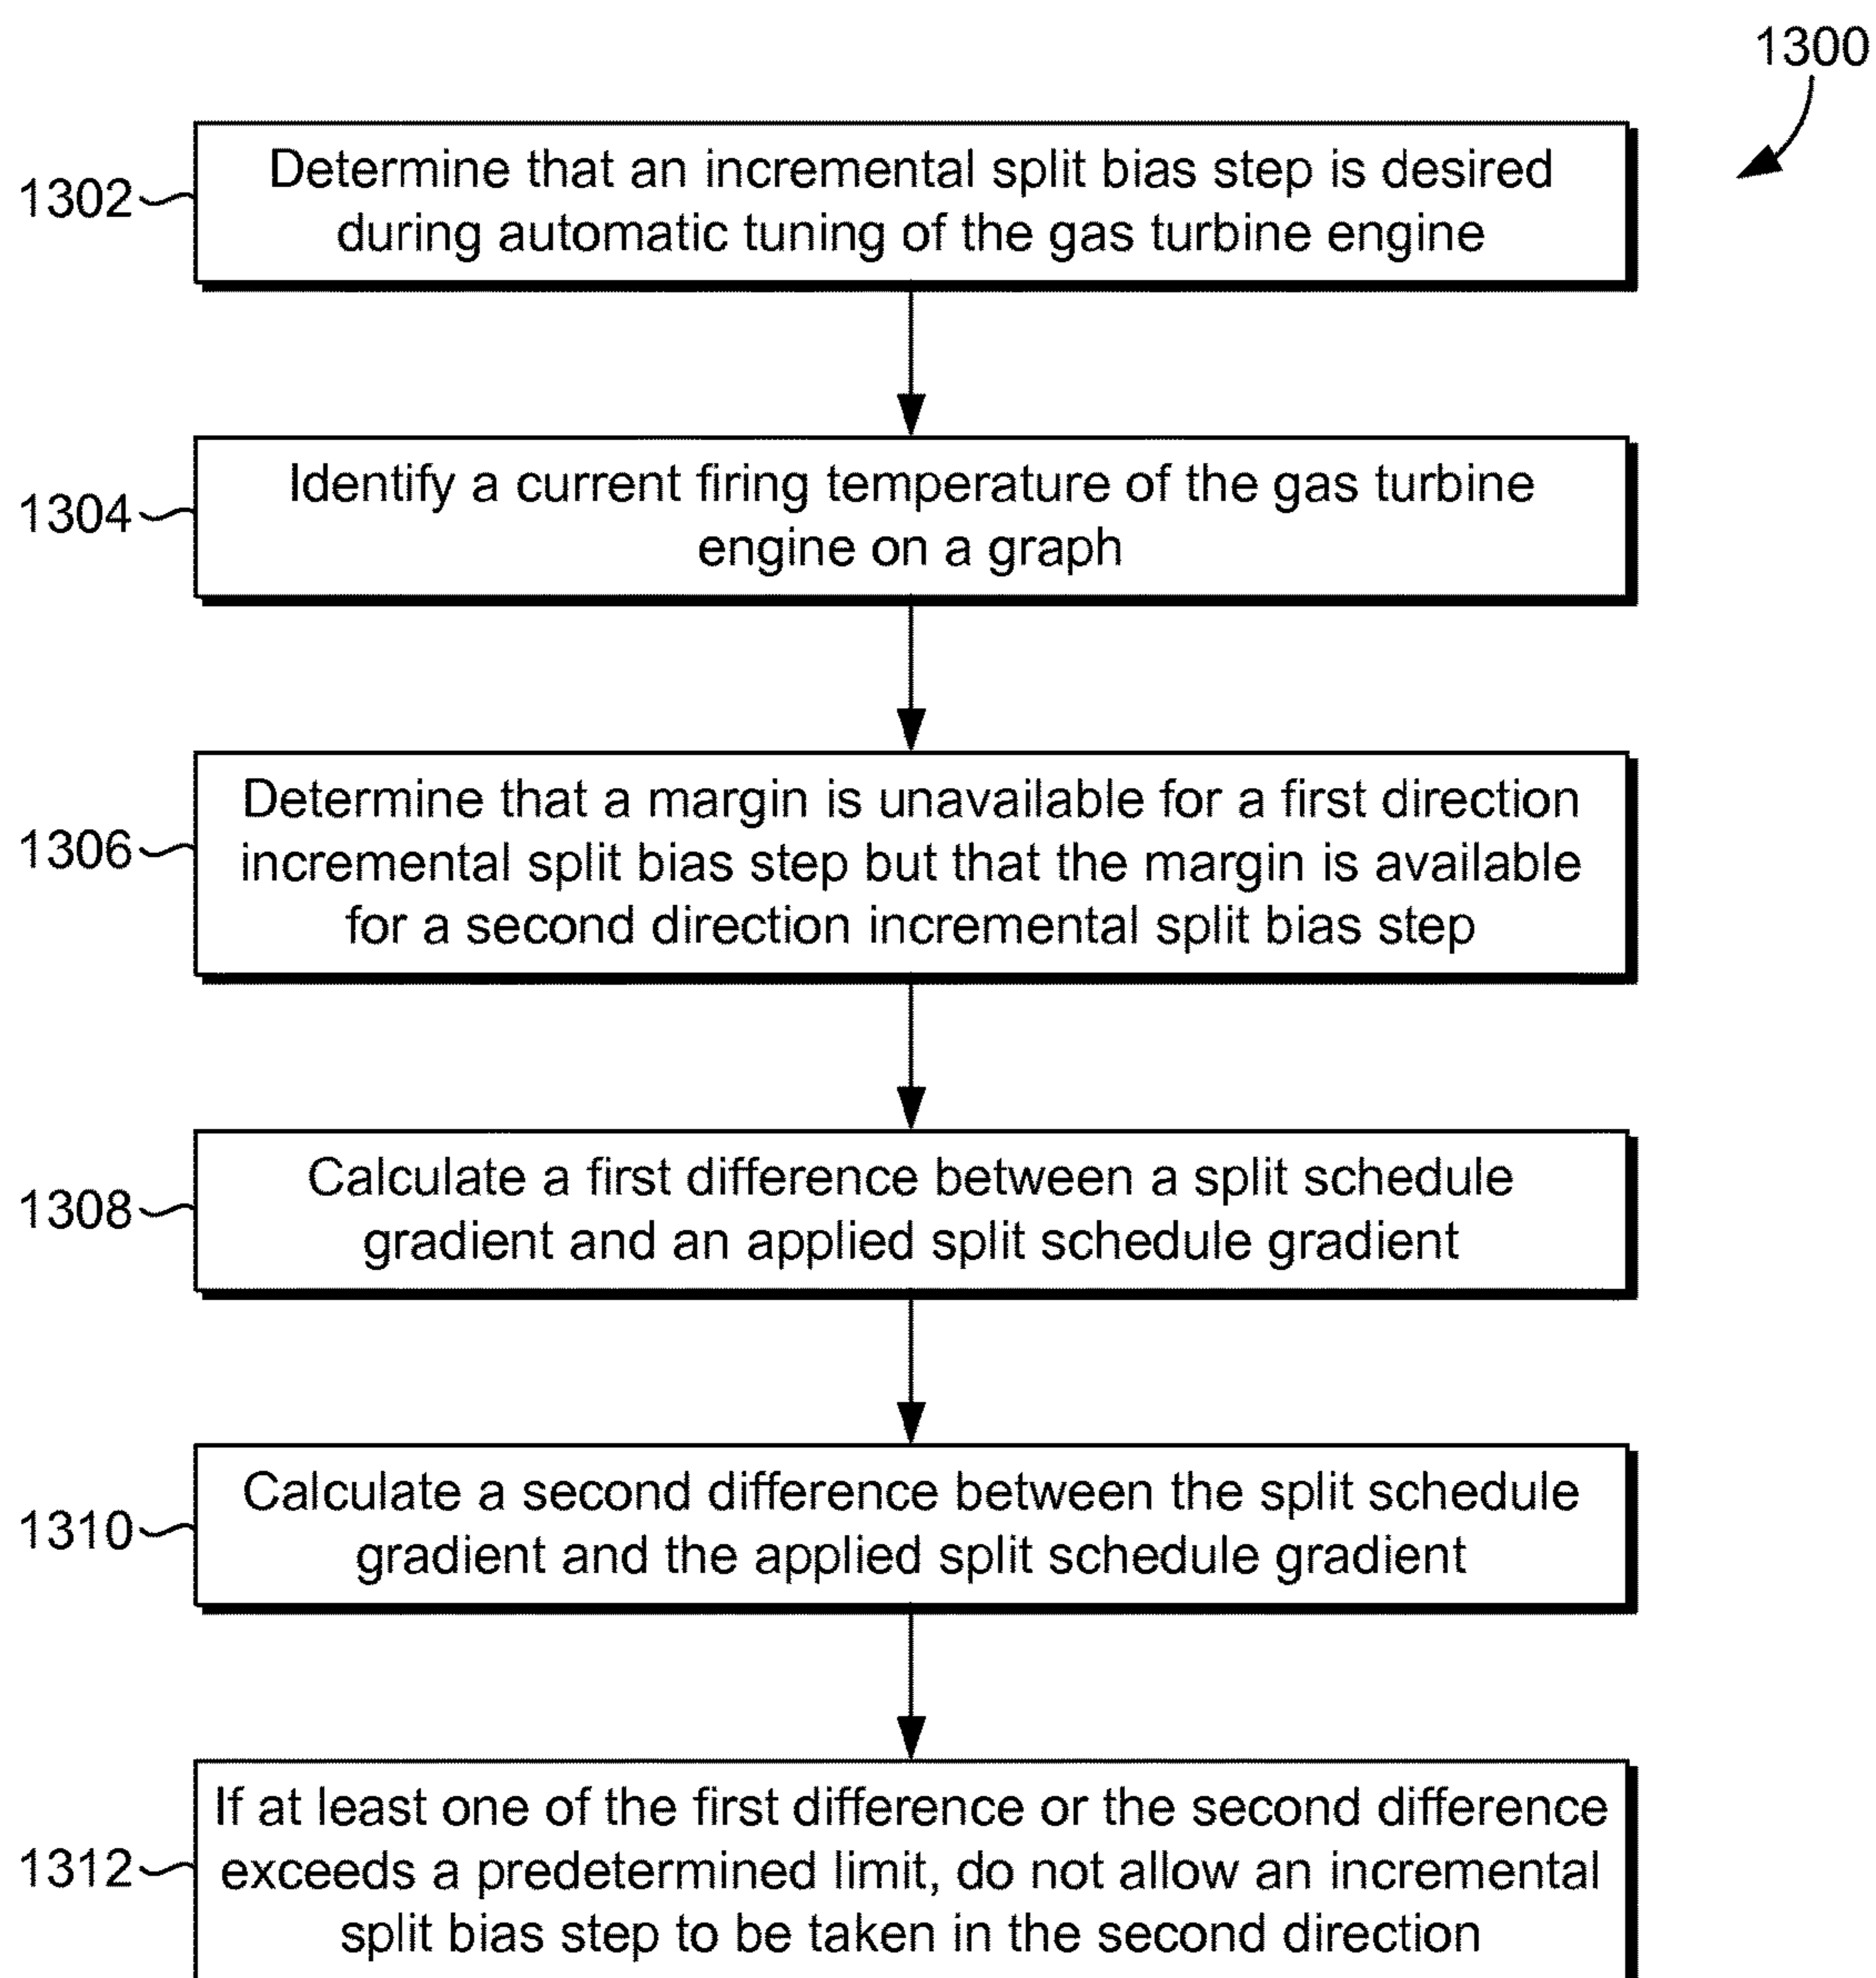 1300
1302
Determine that an incremental split bias step is desired
during automatic tuning of the gas turbine engine
1304
Identify a current firing temperature of the gas turbine
engine on a graph
1306
Determine that a margin is unavailable for a first direction
incremental split bias step but that the margin is available
for a second direction incremental split bias step
1308
Calculate a first difference between a split schedule
gradient and an applied split schedule gradient
1310
Calculate a second difference between the split schedule
gradient and the applied split schedule gradient
1312
If at least one of the first difference or the second difference
exceeds a predetermined limit, do not allow an incremental
split bias step to be taken in the second direction